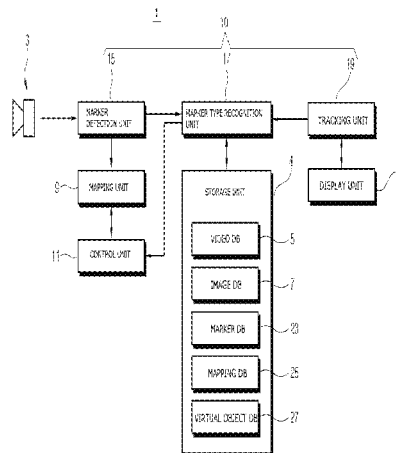 1
10
3
15
17
19
MARKER
DETECTION UNIT
MARKER TYPE RECOGNITION
UNIT
TRACKING UNIT
9
MAPPING UNIT
STORAGE UNIT
DISPLAY UNIT
11
CONTROL UNIT
VIDEO DB
5
IMAGE DB
7
MARKER DB
23
MAPPING DB
25
VIRTUAL OBJECT DB
27